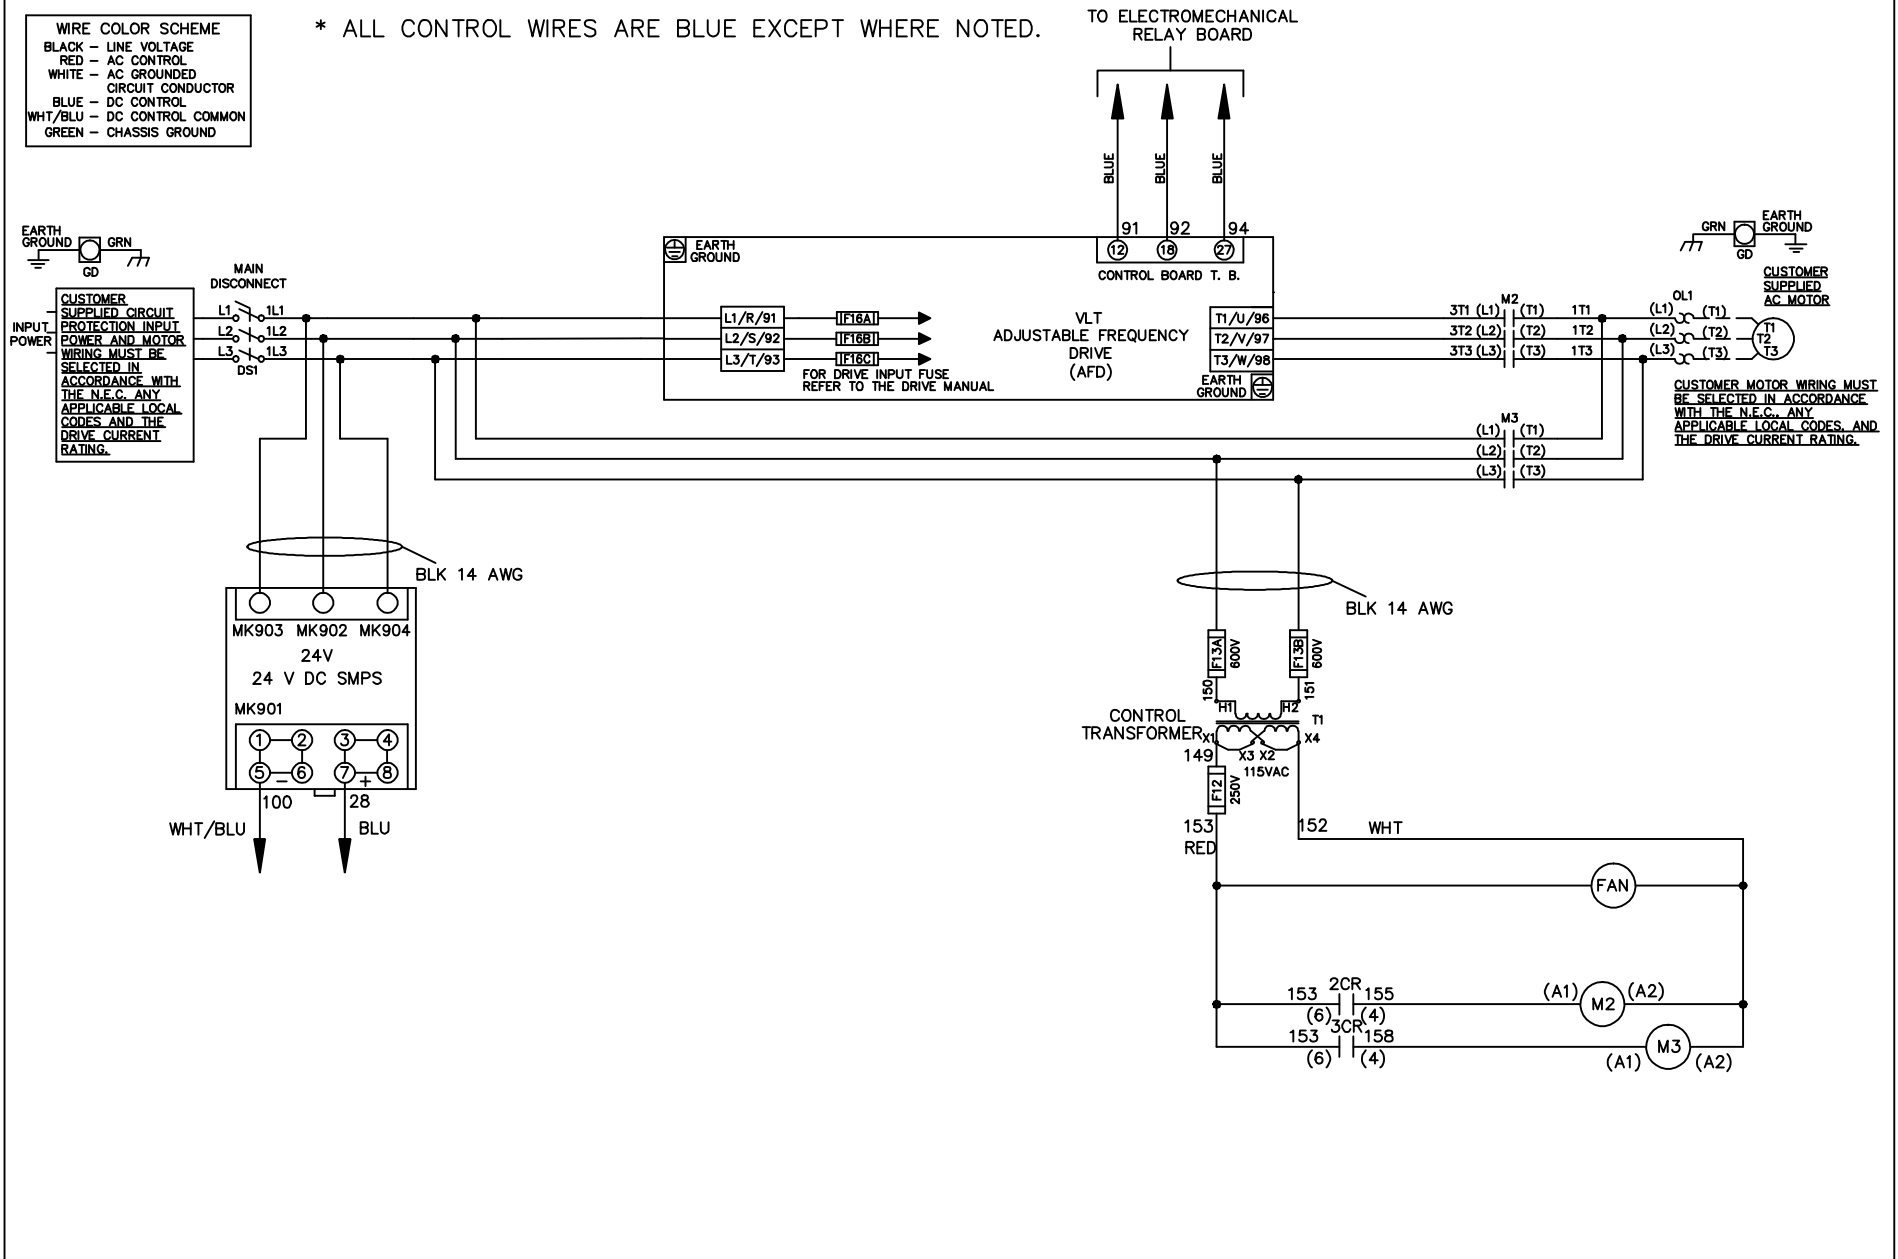 WIRE COLOR SCHEME
BLACK – LINE VOLTAGE
RED – AC CONTROL
WHITE – AC GROUNDED
CIRCUIT CONDUCTOR
BLUE – DC CONTROL
WHT/BLU – DC CONTROL COMMON
GREEN – CHASSIS GROUND
* ALL CONTROL WIRES ARE BLUE EXCEPT WHERE NOTED.
TO ELECTROMECHANICAL
RELAY BOARD
BLUE
BLUE
BLUE
91 92 94
12 18 27
CONTROL BOARD T. B.
EARTH
GROUND
GRN
GD
MAIN
DISCONNECT
INPUT
POWER
CUSTOMER
SUPPLIED CIRCUIT
PROTECTION INPUT
POWER AND MOTOR
WIRING MUST BE
SELECTED IN
ACCORDANCE WITH
THE N.E.C. ANY
APPLICABLE LOCAL
CODES AND THE
DRIVE CURRENT
RATING.
L1 1L1
L2 1L2
L3 1L3
DS1
EARTH
GROUND
L1/R/91
L2/S/92
L3/T/93
F16A
F16B
F16C
FOR DRIVE INPUT FUSE
REFER TO THE DRIVE MANUAL
VLT
ADJUSTABLE FREQUENCY
DRIVE
(AFD)
T1/U/96
T2/V/97
T3/W/98
EARTH
GROUND
M2
3T1 (L1) (T1) 1T1
3T2 (L2) (T2) 1T2
3T3 (L3) (T3) 1T3
M3
(L1) (T1)
(L2) (T2)
(L3) (T3)
OL1
(L1) (T1)
(L2) (T2)
(L3) (T3)
T1
T2
T3
GRN
GD
EARTH
GROUND
CUSTOMER
SUPPLIED
AC MOTOR
CUSTOMER MOTOR WIRING MUST
BE SELECTED IN ACCORDANCE
WITH THE N.E.C., ANY
APPLICABLE LOCAL CODES, AND
THE DRIVE CURRENT RATING.
BLK 14 AWG
MK903 MK902 MK904
24V
24 V DC SMPS
MK901
1 2 3 4
5 6 7 8
– +
100 28
WHT/BLU BLU
BLK 14 AWG
F13A
600V
F13B
600V
150
151
H1 H2
T1
CONTROL
TRANSFORMER
X1 X3 X2 X4
149
115VAC
F12
250V
153
RED
152 WHT
FAN
2CR
153 155
(6) (4)
(A1) M2 (A2)
3CR
153 158
(6) (4)
(A1) M3 (A2)